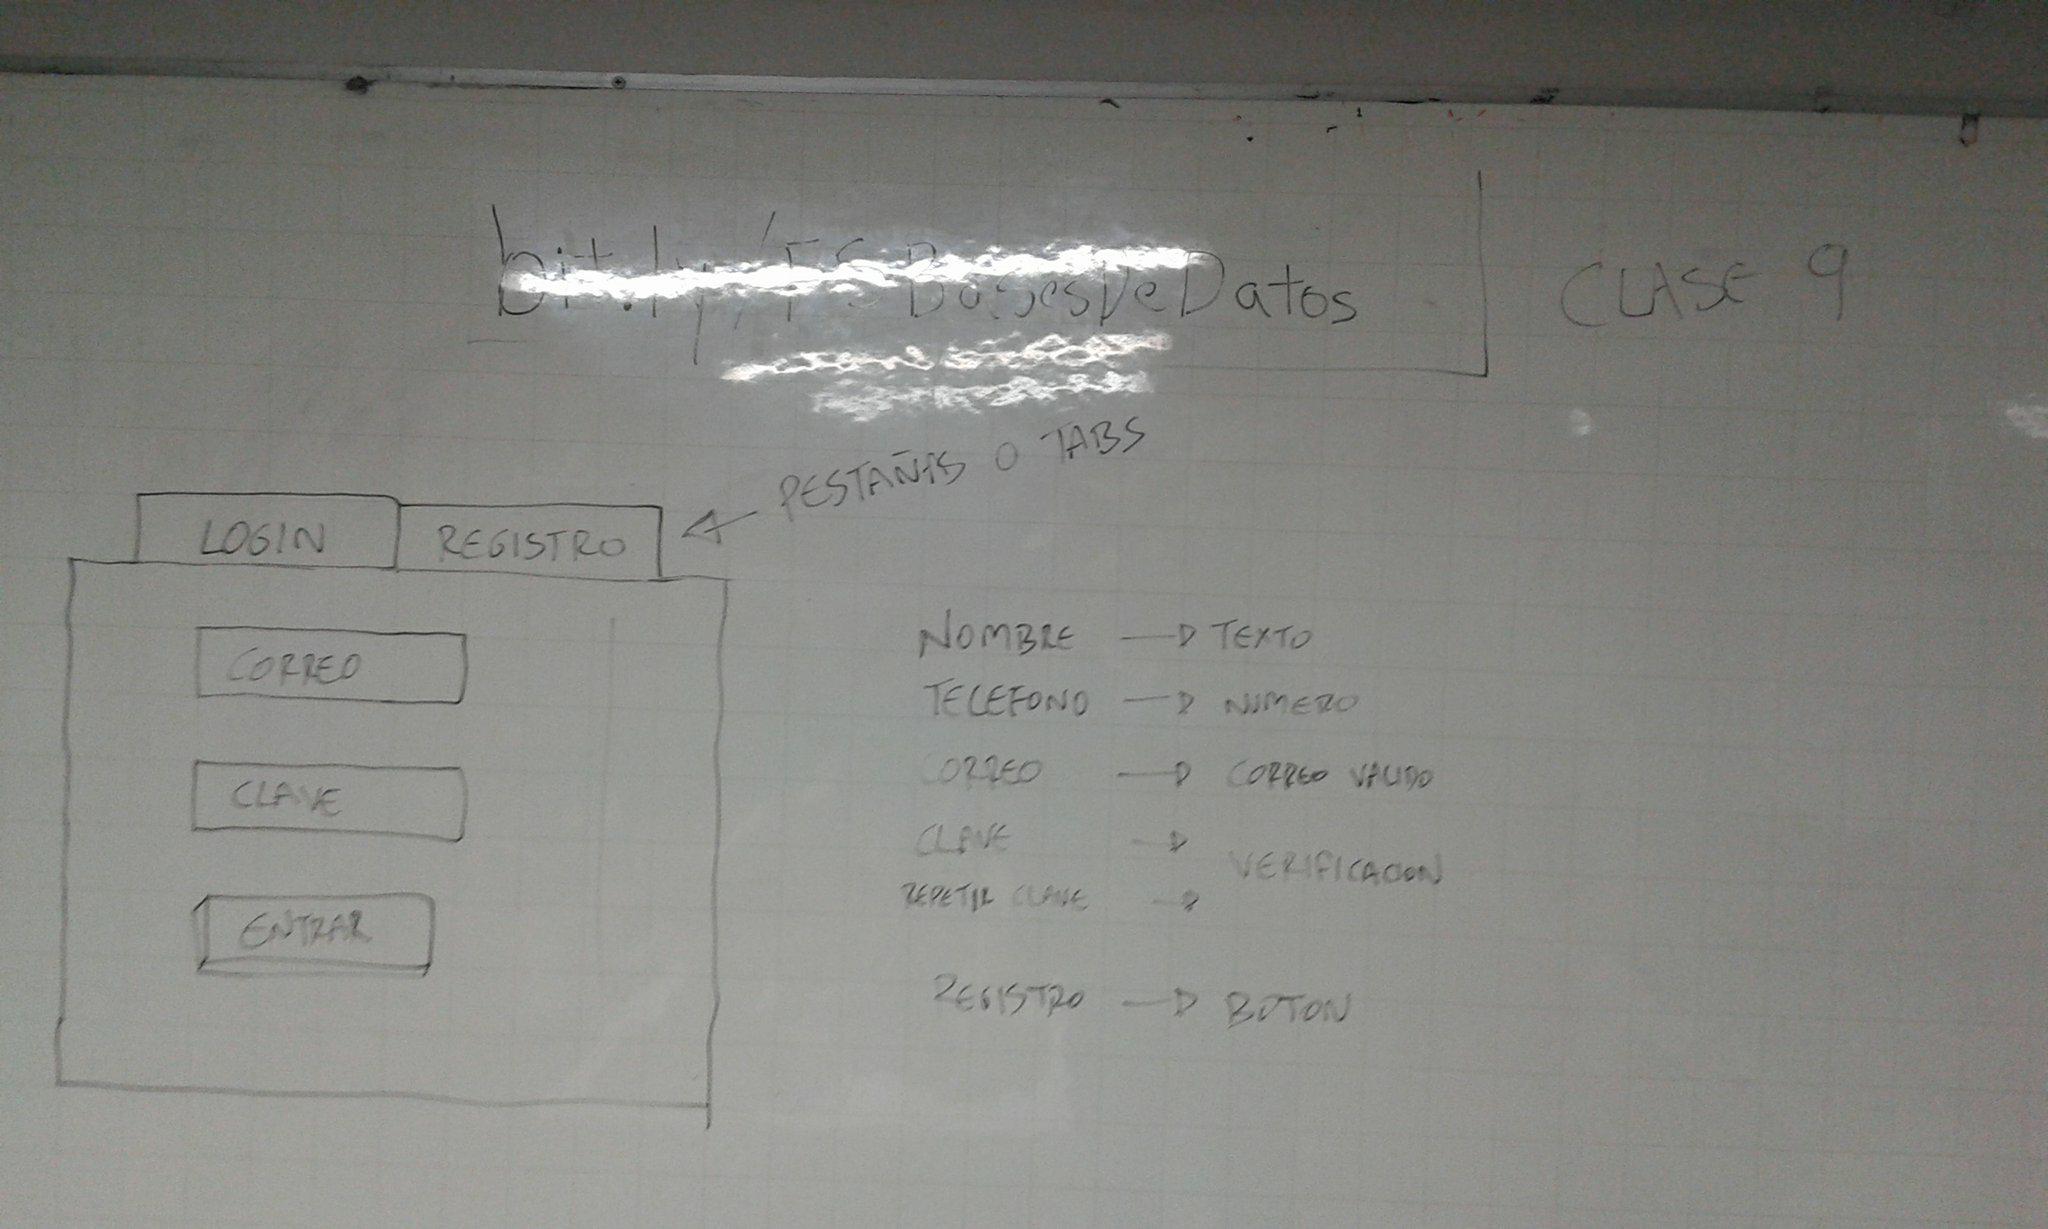 bit.ly/FSBasesDeDatos
CLASE 9
PESTAÑAS O TABS
LOGIN
REGISTRO
CORREO
CLAVE
ENTRAR
NOMBRE → TEXTO
TELEFONO → NUMERO
CORREO → CORREO VALIDO
CLAVE →
VERIFICACION
REPETIR CLAVE →
REGISTRO → BOTON